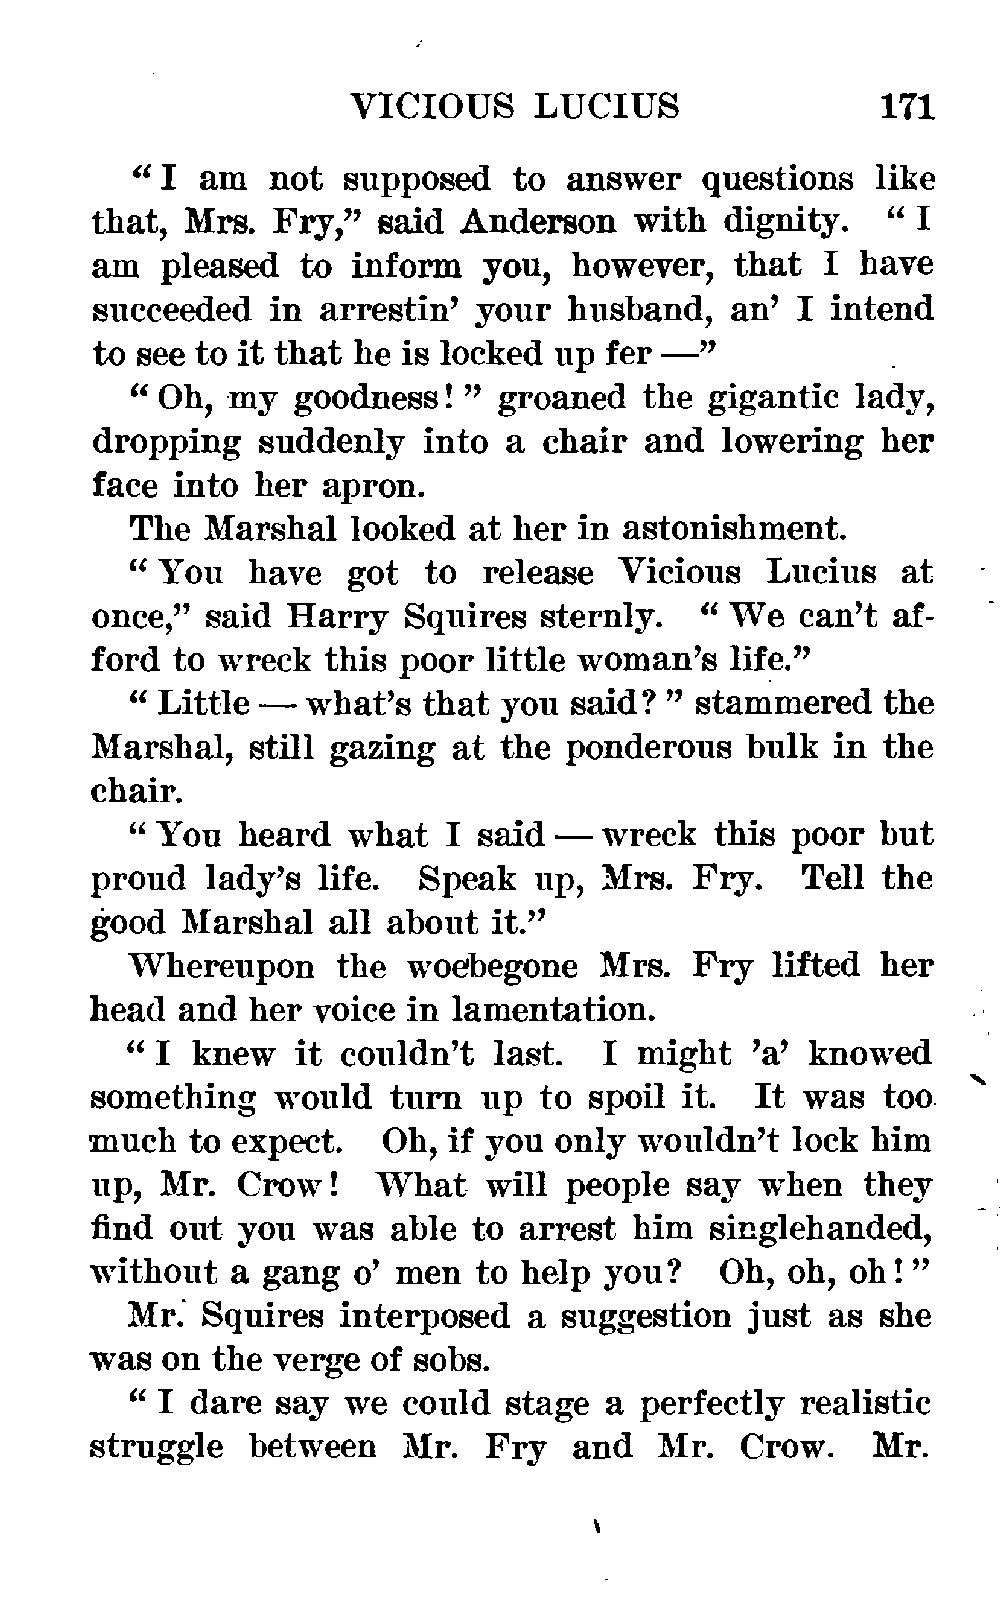 VICIOUS LUCIUS 171
“ I am not supposed to answer questions like
that, Mrs. Fry,” said Anderson with dignity. “ I
am pleased to inform you, however, that I have
succeeded in arrestin’ your husband, an’ I intend
to see to it that he is locked up fer —”
“ Oh, my goodness! ” groaned the gigantic lady,
dropping suddenly into a chair and lowering her
face into her apron.
The Marshal looked at her in astonishment.
“ You have got to release Vicious Lucius at
once,” said Harry Squires sternly. “ We can’t af-
ford to wreck this poor little woman’s life.”
“ Little — what’s that you said? ” stammered the
Marshal, still gazing at the ponderous bulk in the
chair.
“ You heard what I said — wreck this poor but
proud lady’s life. Speak up, Mrs. Fry. Tell the
good Marshal all about it.”
Whereupon the woebegone Mrs. Fry lifted her
head and her voice in lamentation.
“ I knew it couldn’t last. I might ’a’ knowed
something would turn up to spoil it. It was too
much to expect. Oh, if you only wouldn’t lock him
up, Mr. Crow! What will people say when they
find out you was able to arrest him singlehanded,
without a gang o’ men to help you? Oh, oh, oh! ”
Mr. Squires interposed a suggestion just as she
was on the verge of sobs.
“ I dare say we could stage a perfectly realistic
struggle between Mr. Fry and Mr. Crow. Mr.